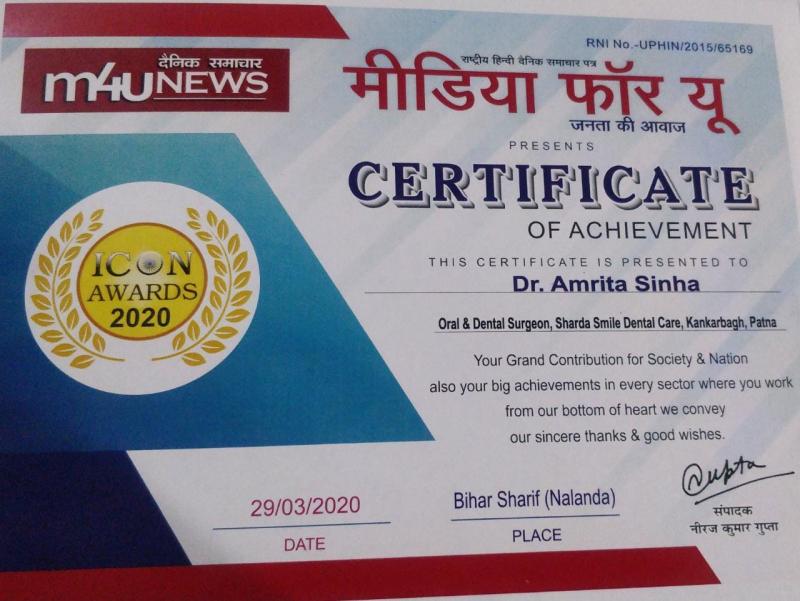 RNI No.-UPHIN/2015/65169
दैनिक समाचार
m4U NEWS
राष्ट्रीय हिन्दी दैनिक समाचार पत्र
मीडिया फॉर यू
जनता की आवाज
PRESENTS
CERTIFICATE
OF ACHIEVEMENT
THIS CERTIFICATE IS PRESENTED TO
Dr. Amrita Sinha
Oral & Dental Surgeon, Sharda Smile Dental Care, Kankarbagh, Patna
ICON
AWARDS
2020
Your Grand Contribution for Society & Nation
also your big achievements in every sector where you work
from our bottom of heart we convey
our sincere thanks & good wishes.
Gupta
29/03/2020
DATE
Bihar Sharif (Nalanda)
PLACE
संपादक
नीरज कुमार गुप्ता